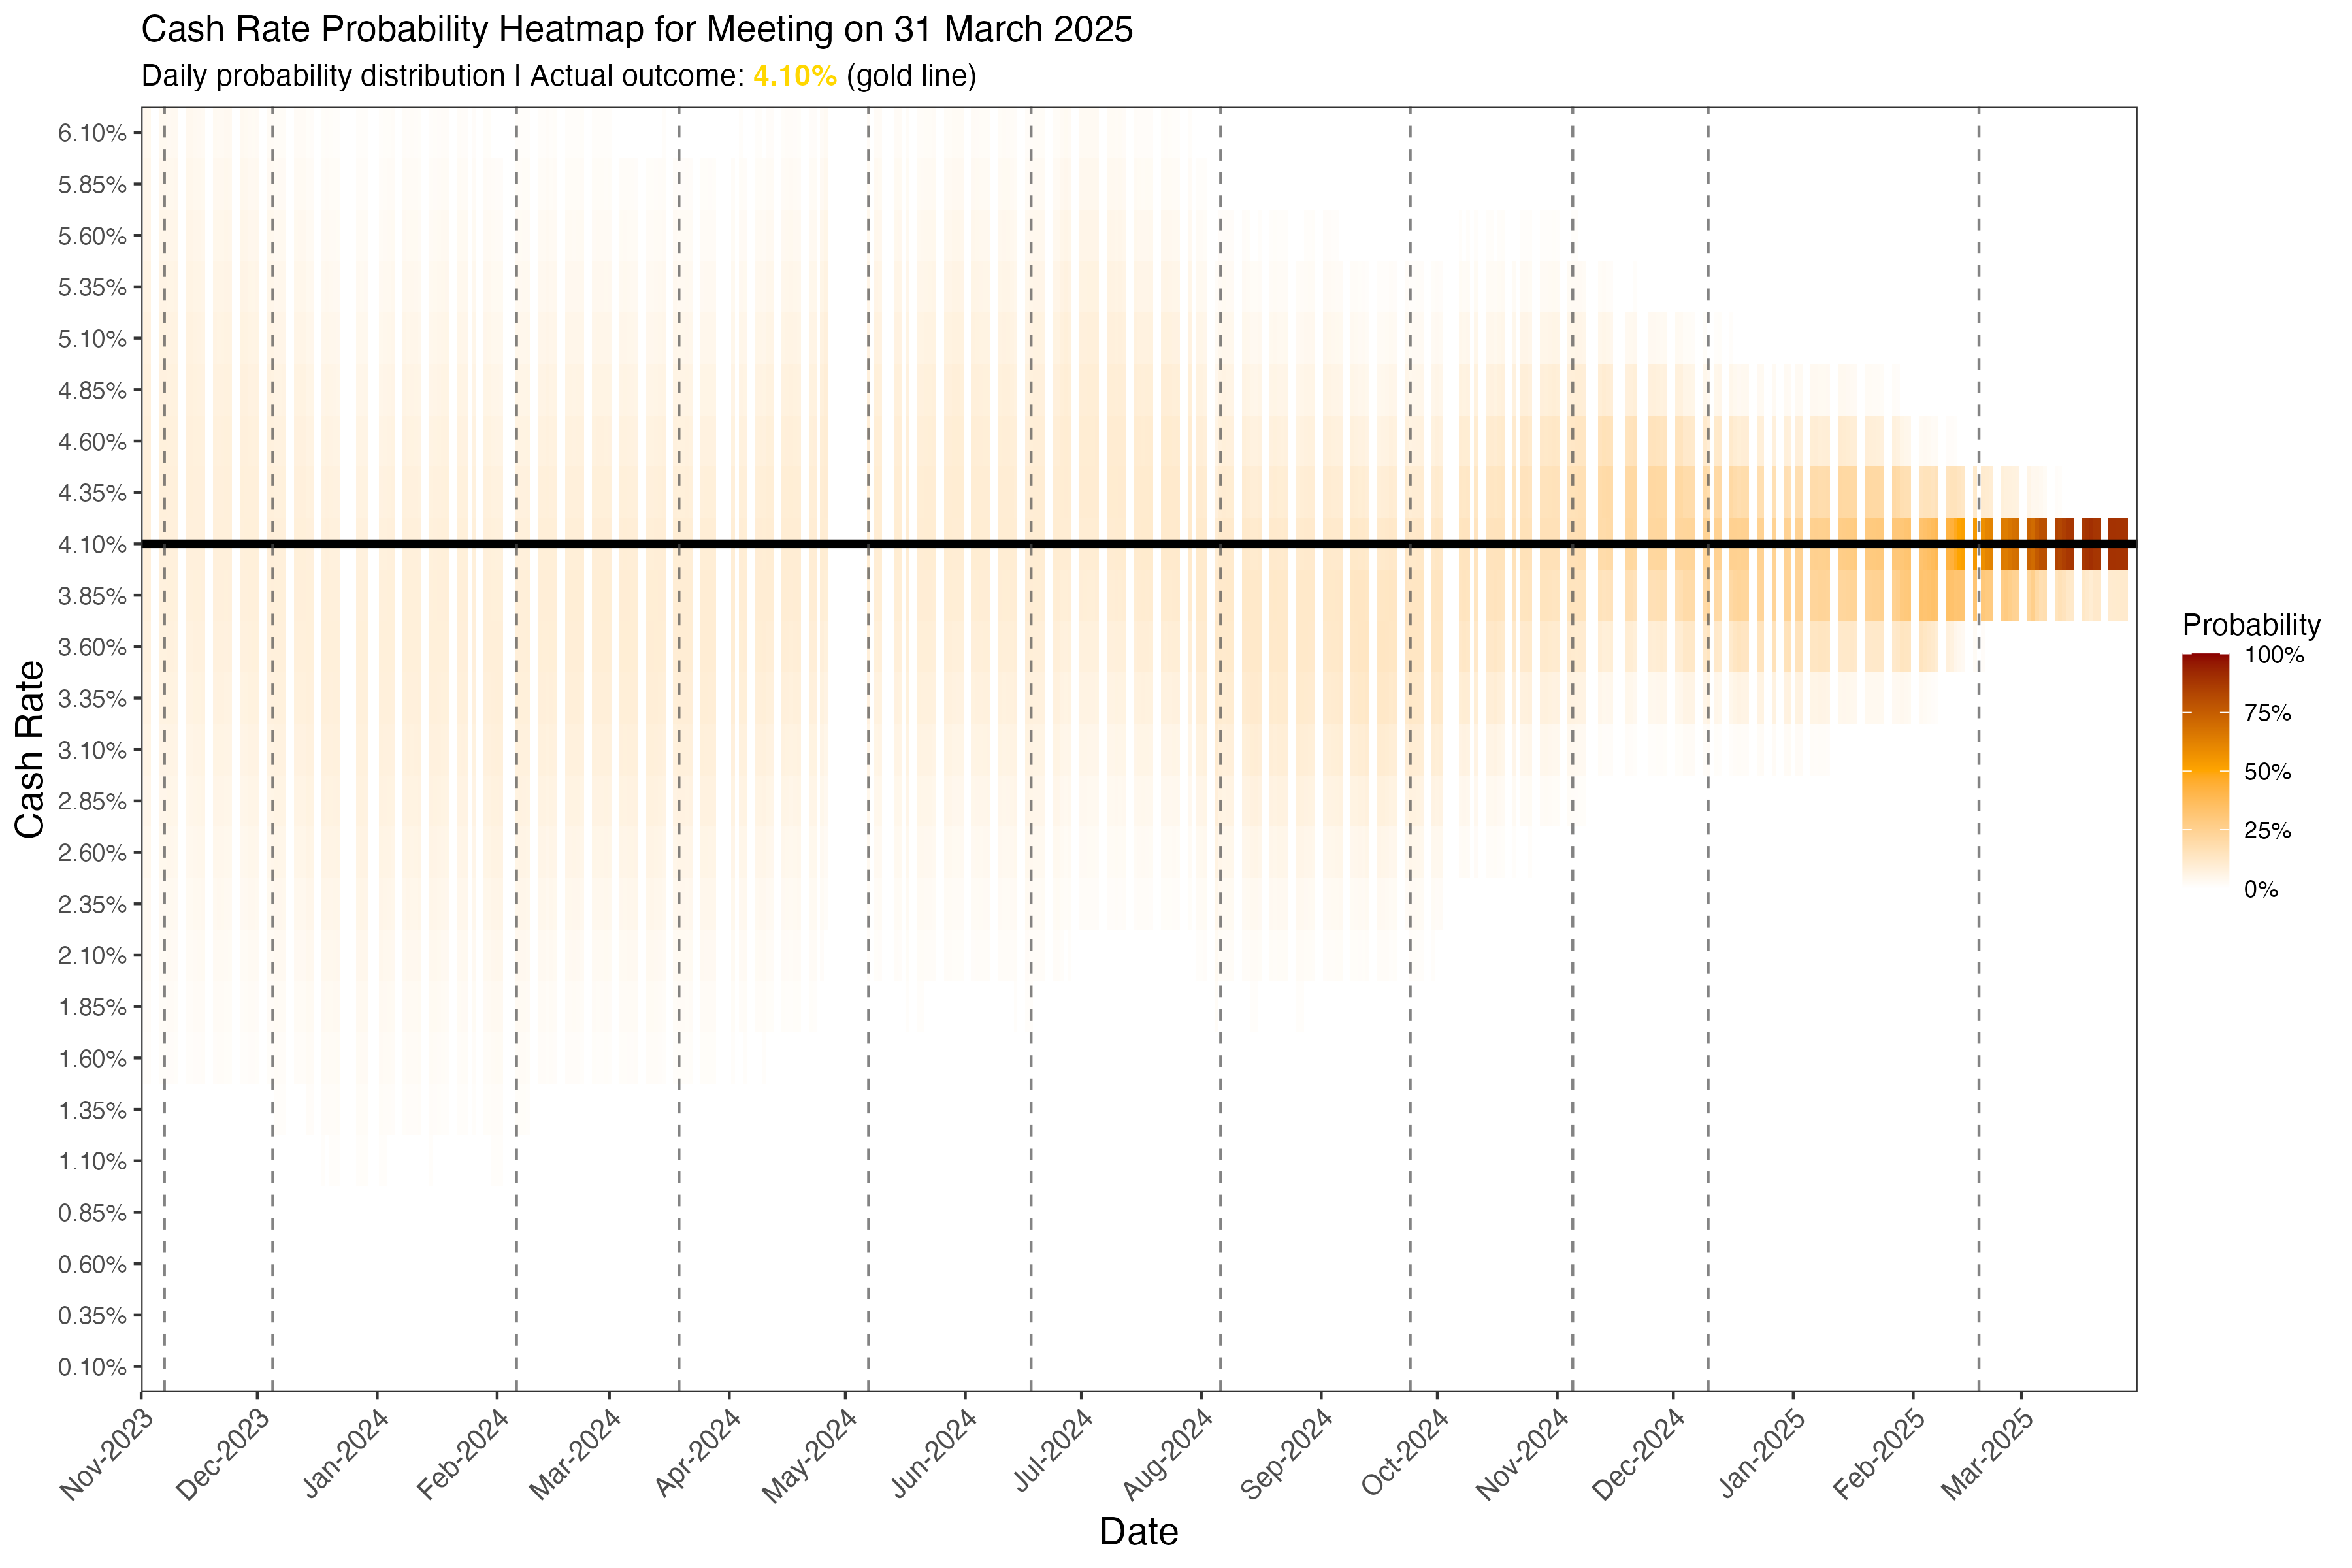 Cash Rate Probability Heatmap for Meeting on 31 March 2025
Daily probability distribution | Actual outcome: 4.10% (gold line)
Cash Rate
6.10%
5.85%
5.60%
5.35%
5.10%
4.85%
4.60%
4.35%
4.10%
3.85%
3.60%
3.35%
3.10%
2.85%
2.60%
2.35%
2.10%
1.85%
1.60%
1.35%
1.10%
0.85%
0.60%
0.35%
0.10%
Nov-2023
Dec-2023
Jan-2024
Feb-2024
Mar-2024
Apr-2024
May-2024
Jun-2024
Jul-2024
Aug-2024
Sep-2024
Oct-2024
Nov-2024
Dec-2024
Jan-2025
Feb-2025
Mar-2025
Date
Probability
100%
75%
50%
25%
0%